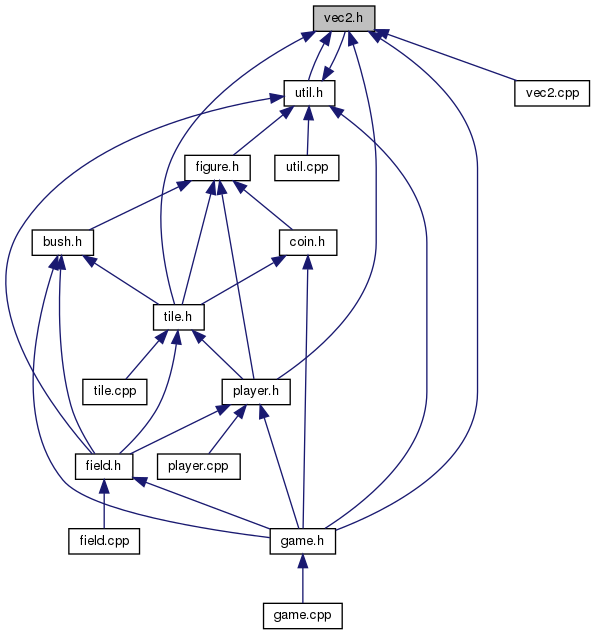 vec2.h
util.h
vec2.cpp
figure.h
util.cpp
bush.h
coin.h
tile.h
tile.cpp
player.h
field.h
player.cpp
field.cpp
game.h
game.cpp